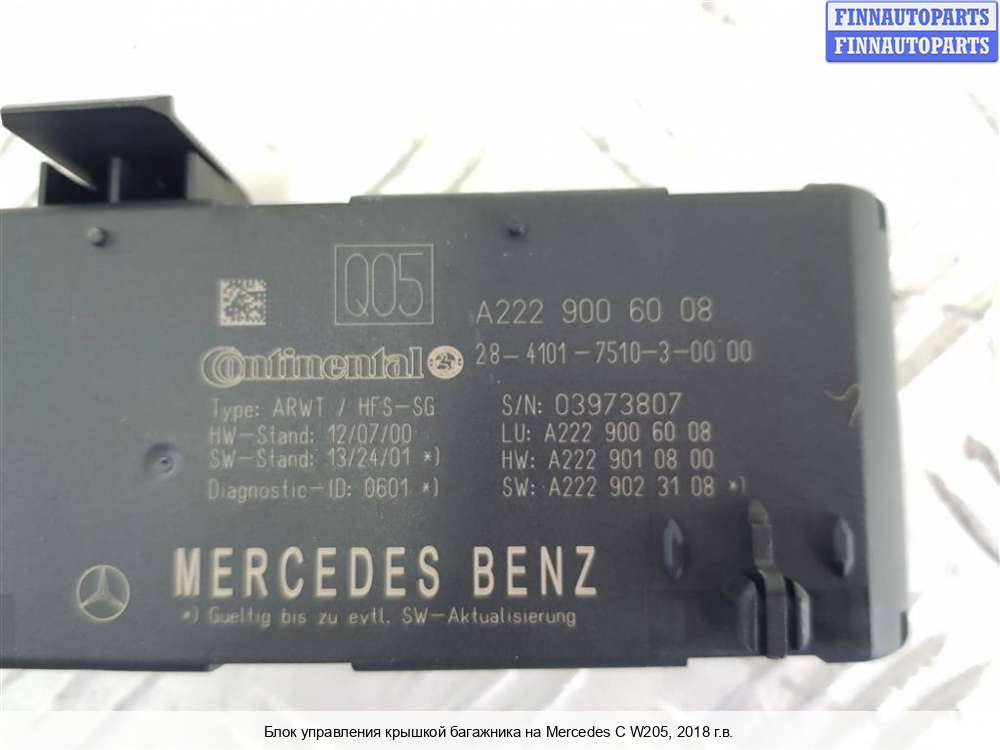 FINNAUTOPARTS
FINNAUTOPARTS
Q05
A222 900 60 08
Continental
28-4101-7510-3-00 00
Type: ARWT / HFS-SG
S/N: 03973807
HW-Stand: 12/07/00
LU: A222 900 60 08
SW-Stand: 13/24/01 *)
HW: A222 901 08 00
Diagnostic-ID: 0601 *)
SW: A222 902 31 08 *)
MERCEDES BENZ
*) Gueltig bis zu evtl. SW-Aktualisierung
Блок управления крышкой багажника на Mercedes C W205, 2018 г.в.